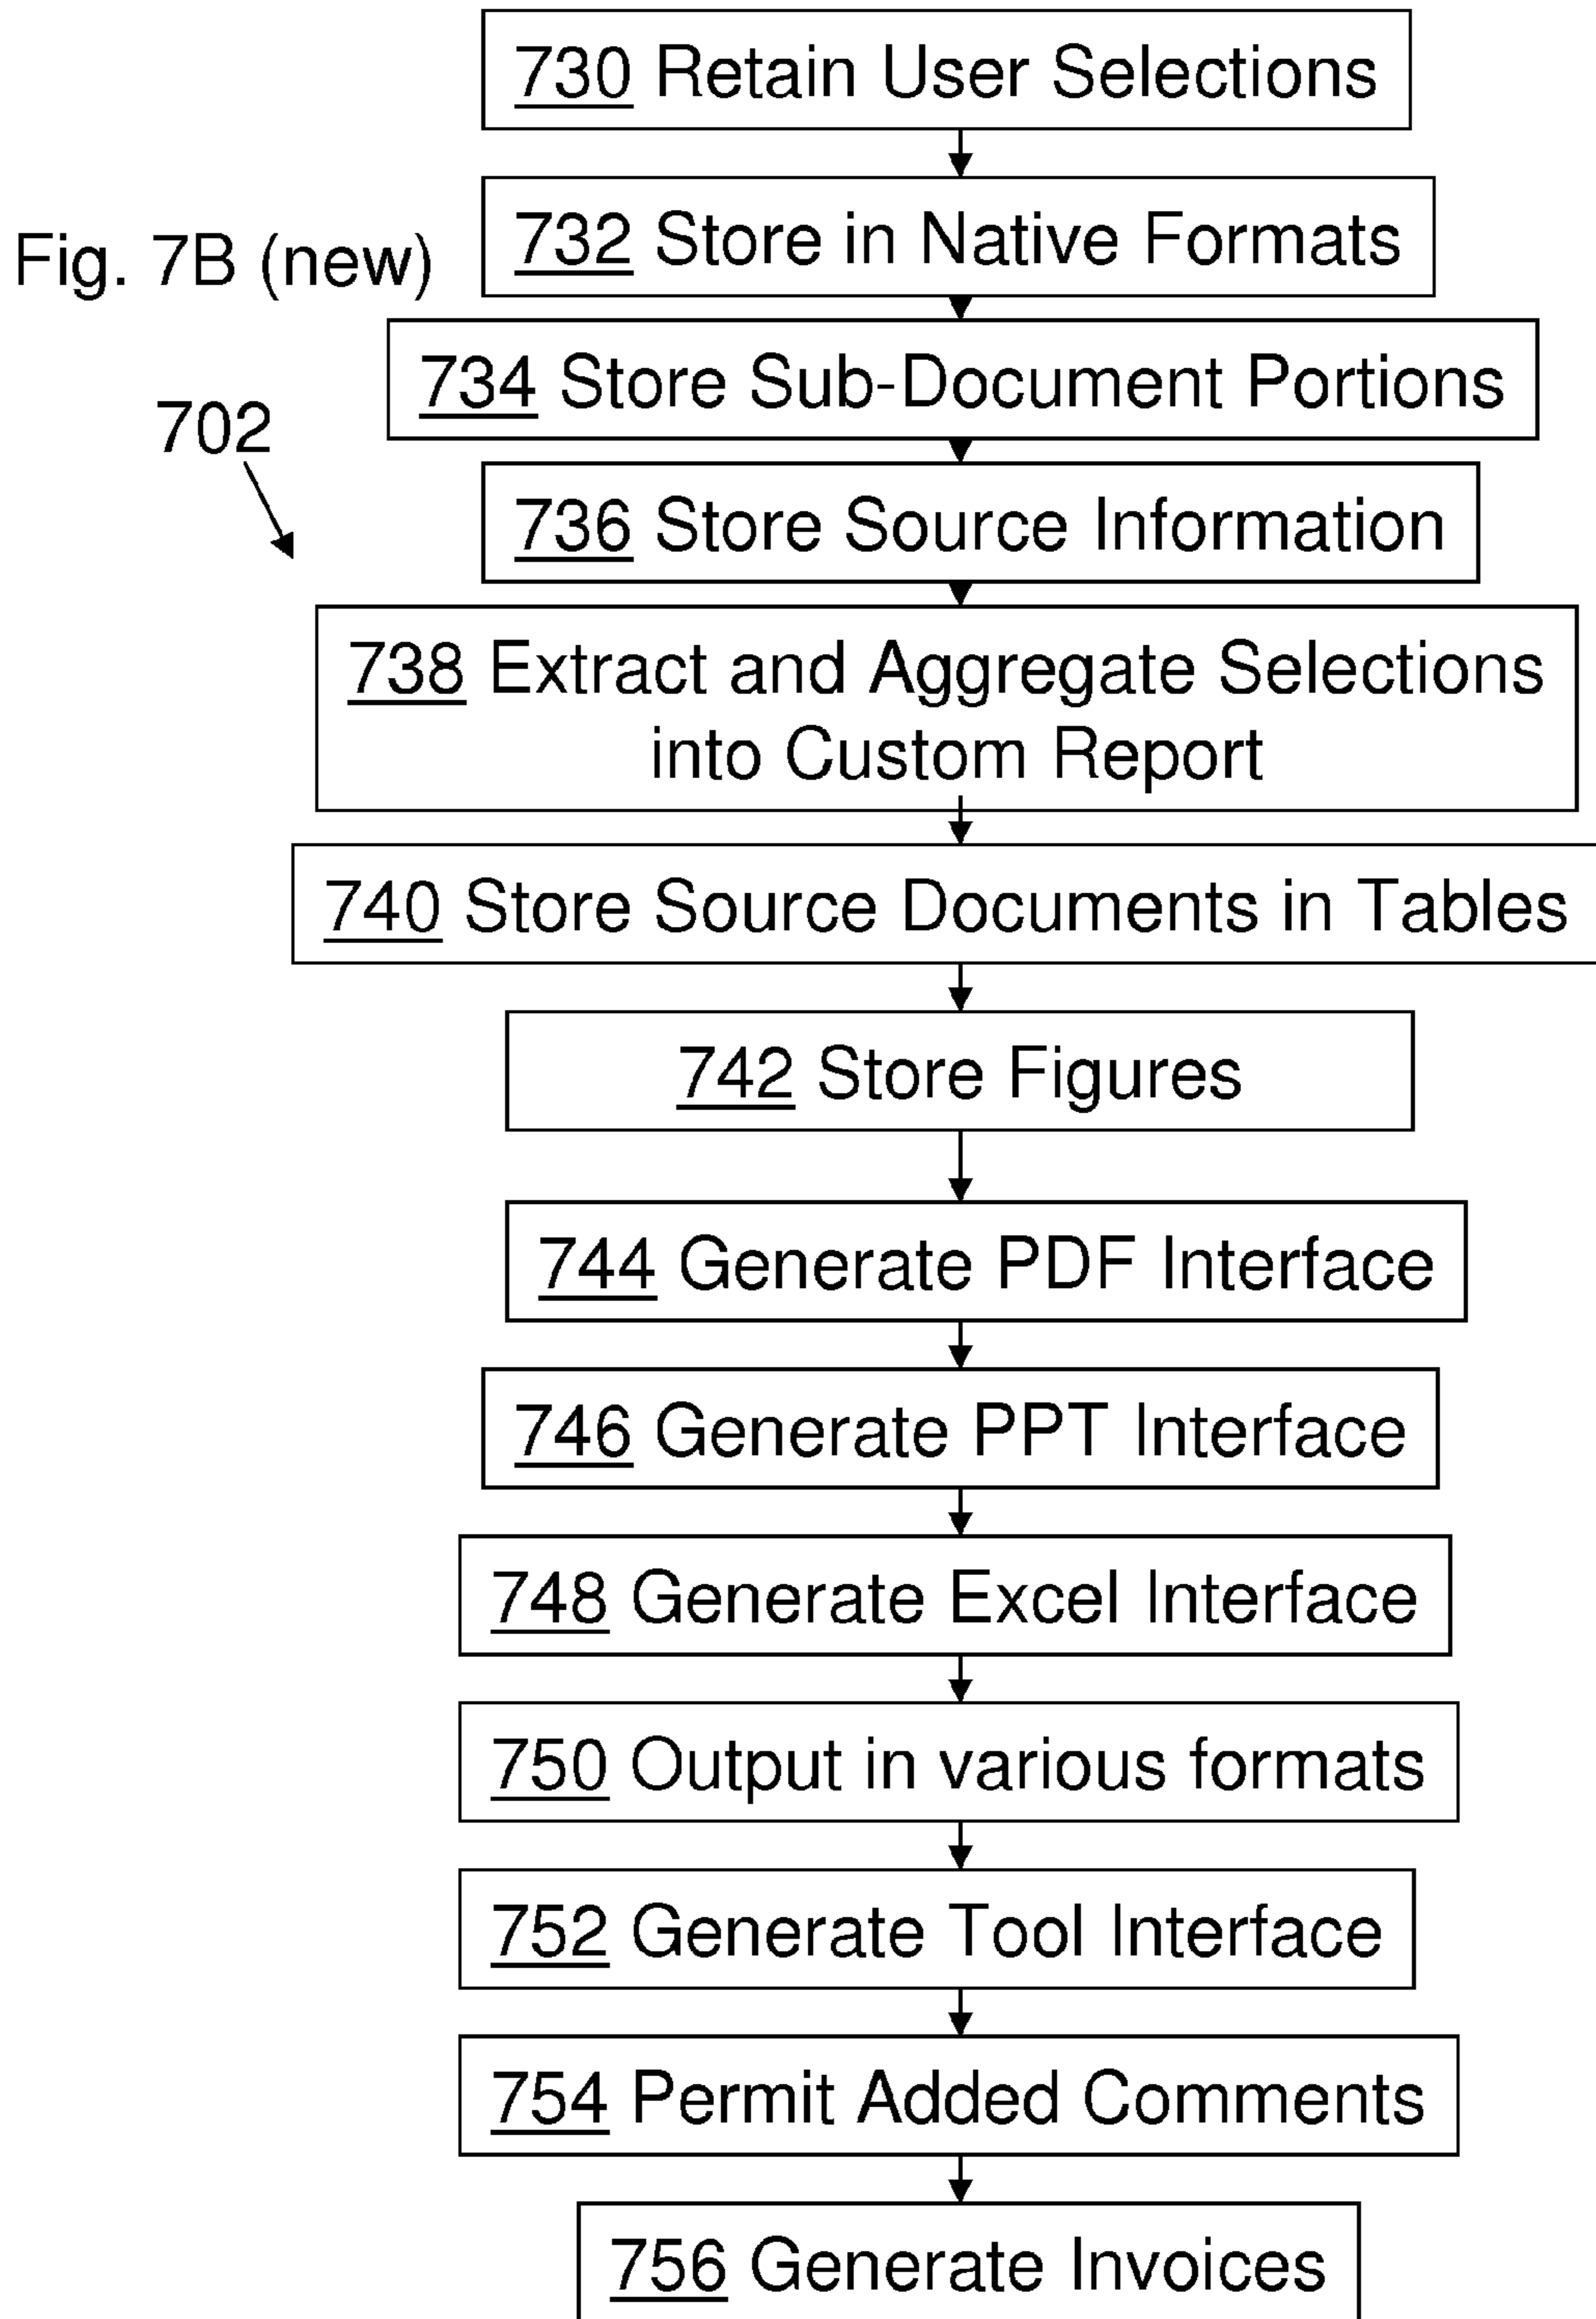 730 Retain User Selections
732 Store in Native Formats
Fig. 7B (new)
734 Store Sub-Document Portions
702
736 Store Source Information
738 Extract and Aggregate Selections
into Custom Report
740 Store Source Documents in Tables
742 Store Figures
744 Generate PDF Interface
746 Generate PPT Interface
748 Generate Excel Interface
750 Output in various formats
752 Generate Tool Interface
754 Permit Added Comments
756 Generate Invoices